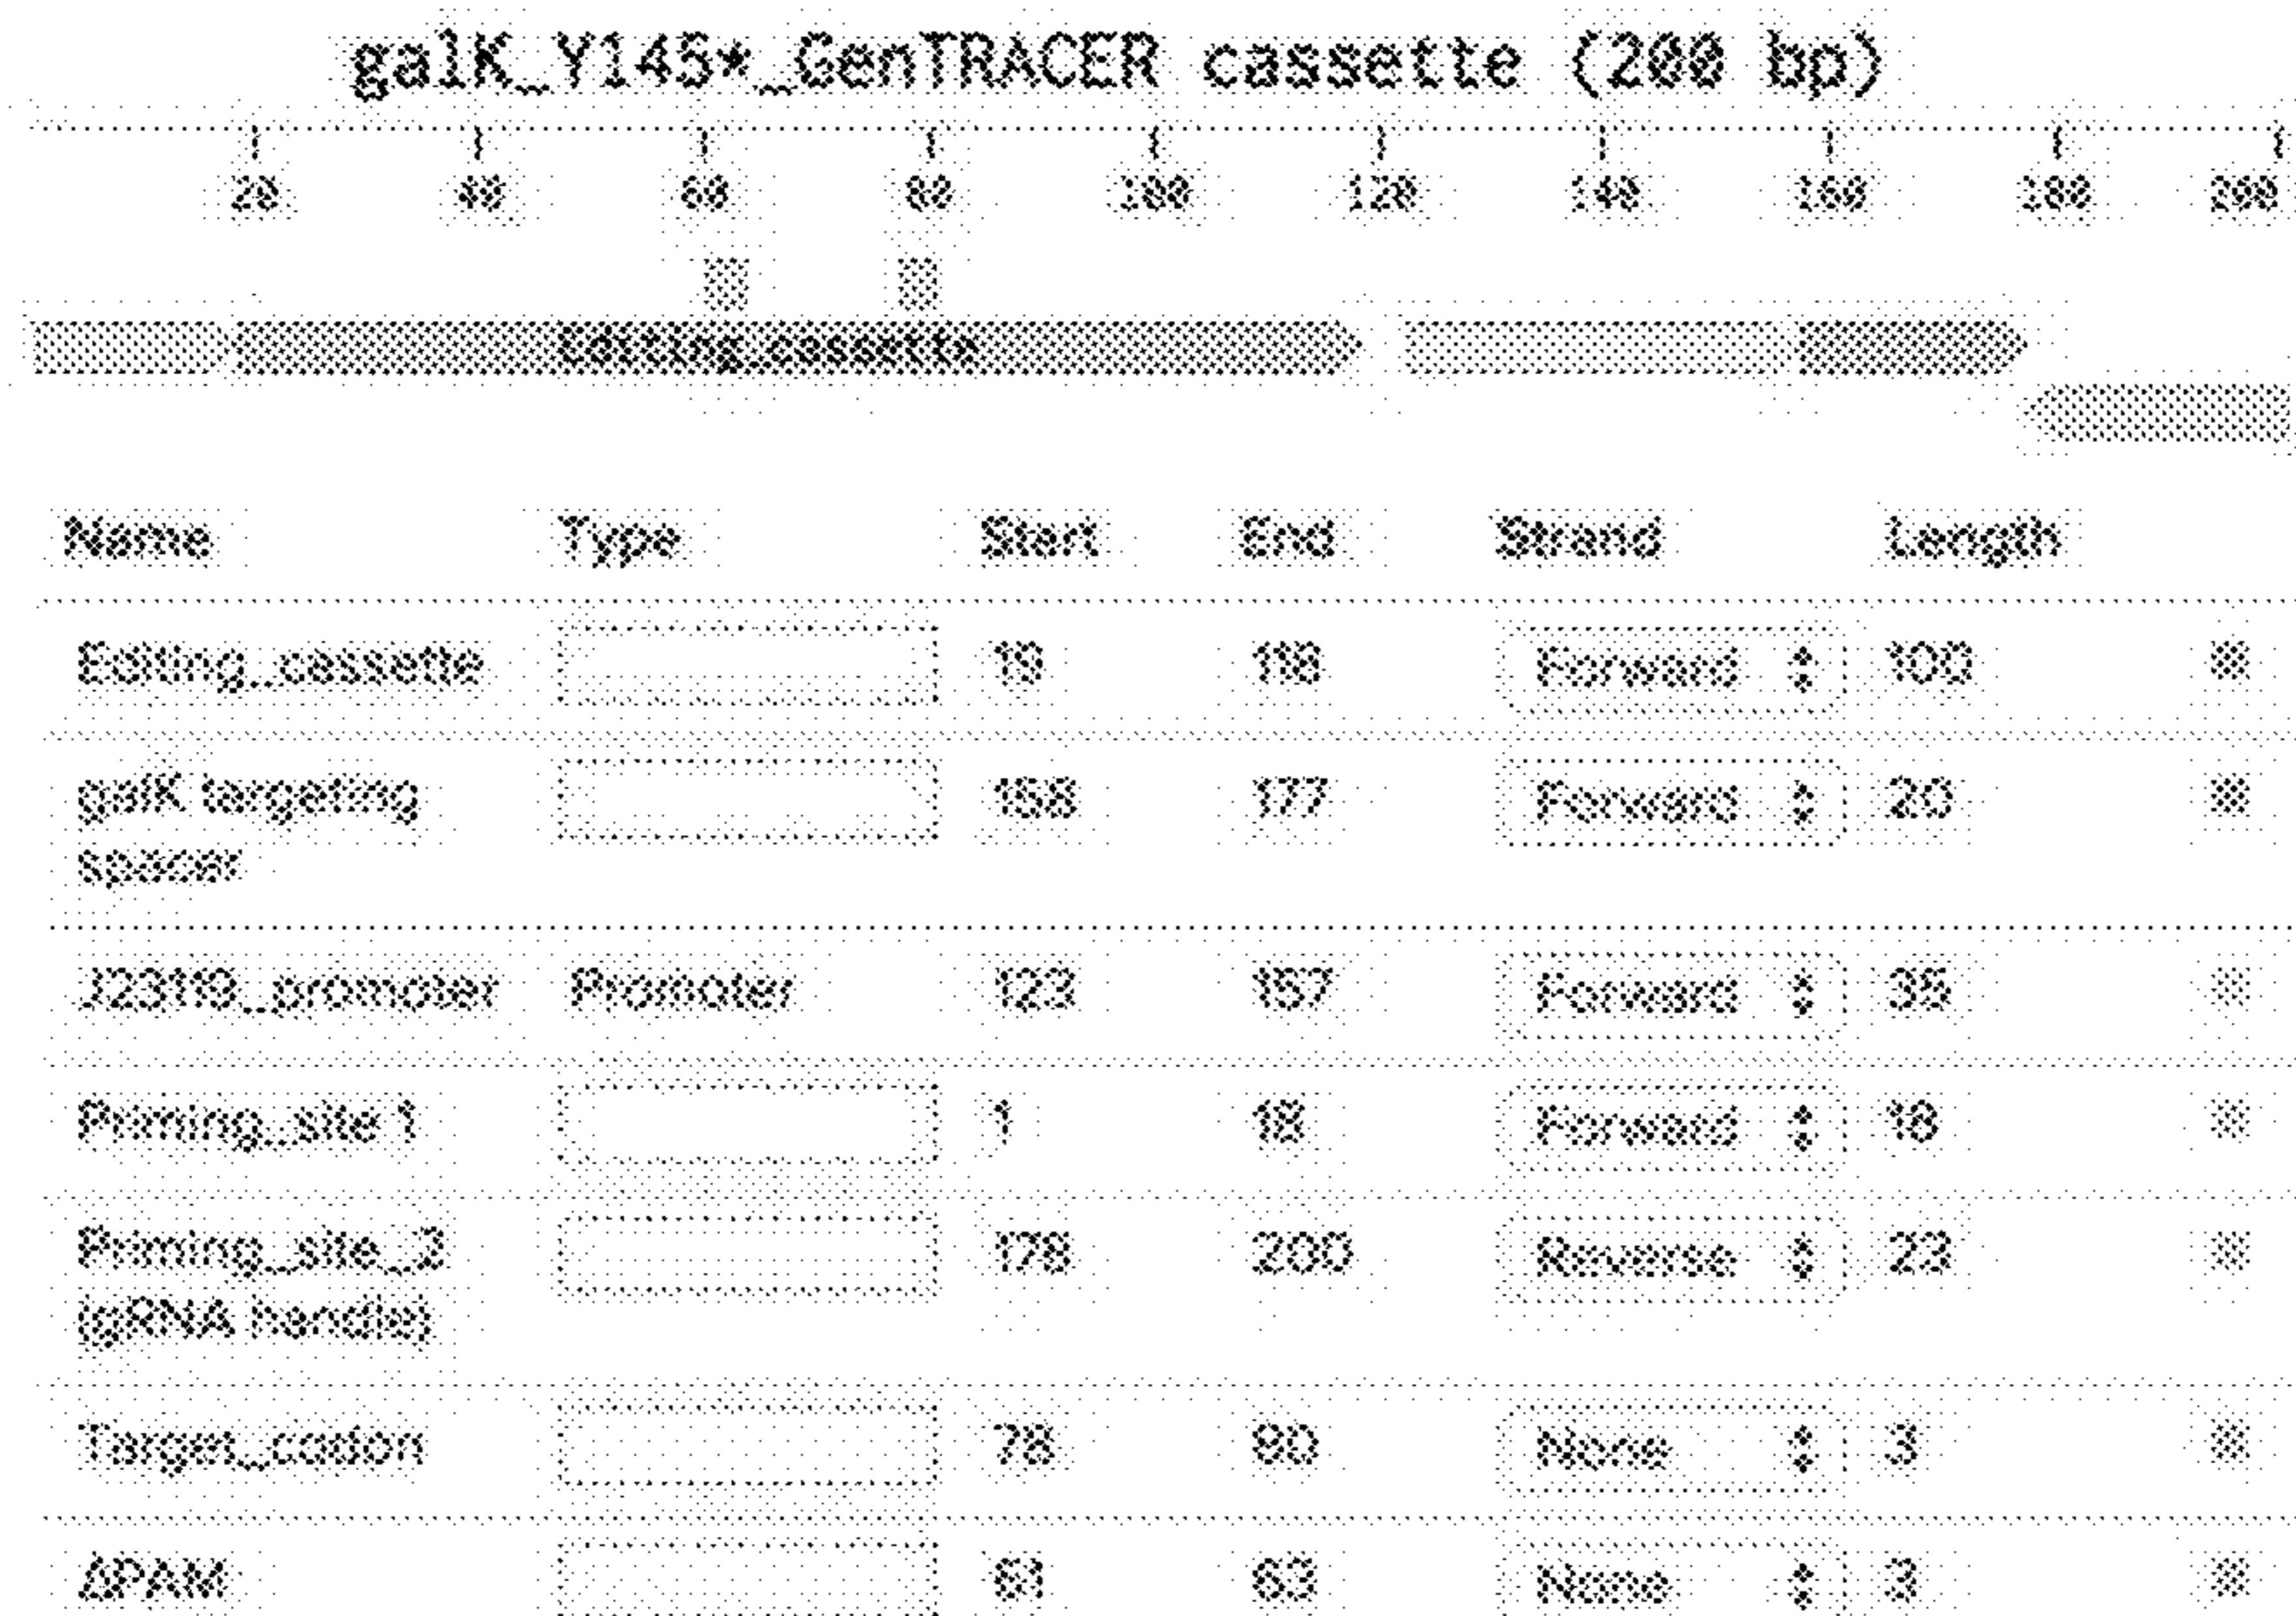 galK_Y145*_GenTRACER cassette (200 bp)
20 40 60 80 100 120 140 160 180 200
Editing_cassette
Name Type Start End Strand Length
Editing_cassette 19 118 Forward 100
galK targeting 158 177 Forward 20
spacer
J23119_promoter Promoter 123 157 Forward 35
Priming_site 1 1 18 Forward 18
Priming_site_2 178 200 Reverse 23
(gRNA handle)
Target_codon 78 80 None 3
ΔPAM 61 63 None 3